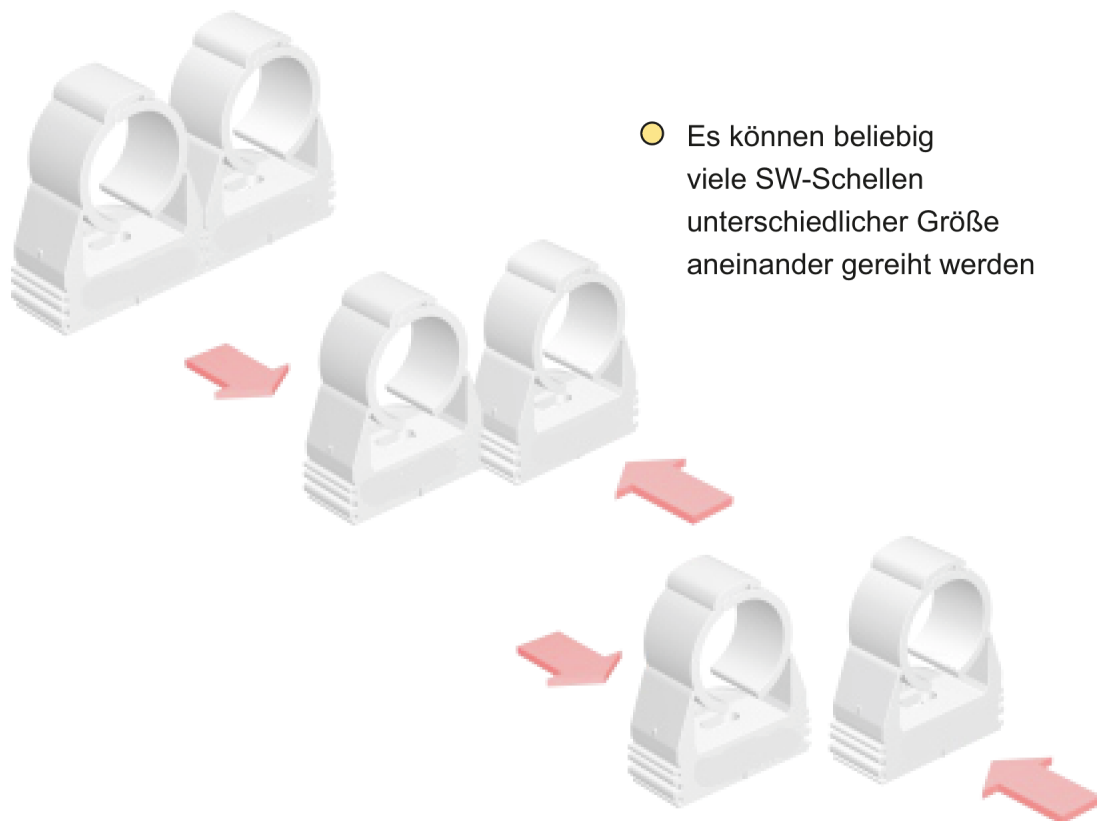 Es können beliebig
viele SW-Schellen
unterschiedlicher Größe
aneinander gereiht werden